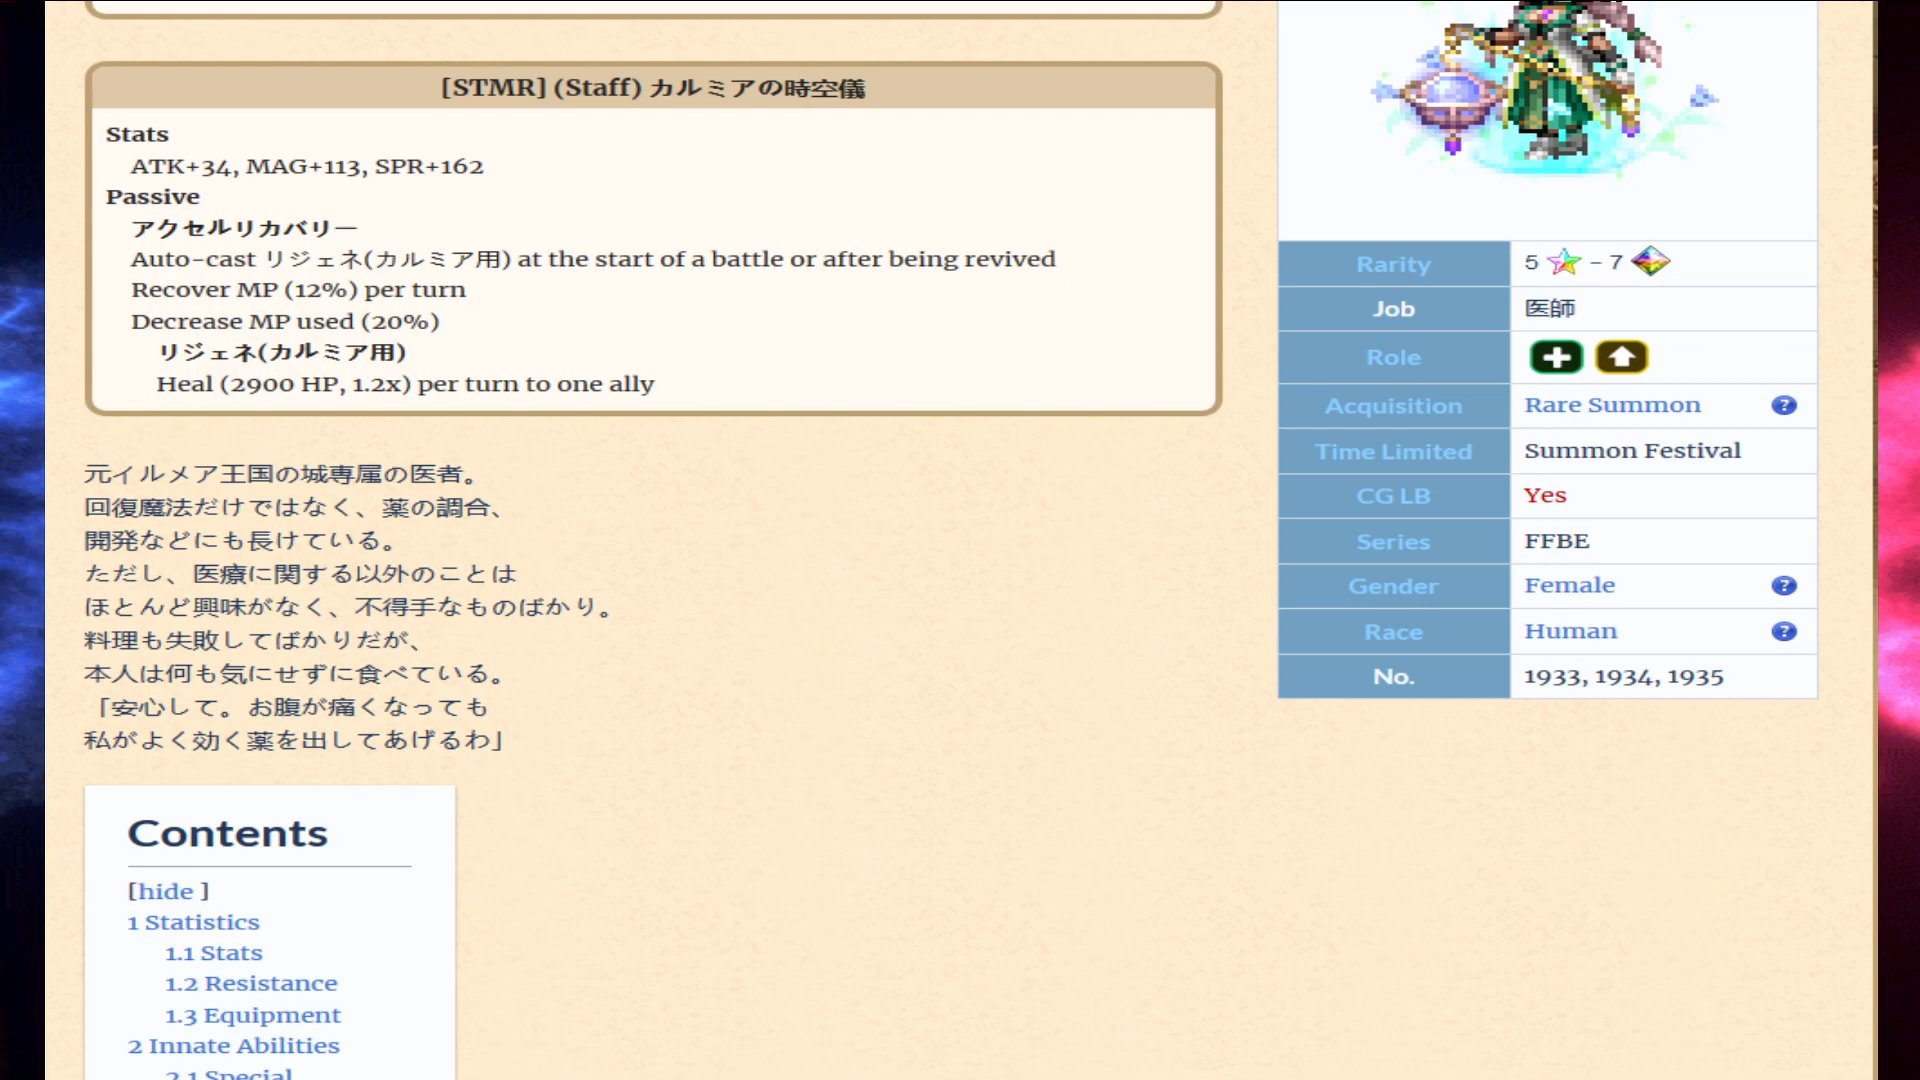 [STMR] (Staff) カルミアの時空儀
Stats
ATK+34, MAG+113, SPR+162
Passive
アクセルリカバリー
Auto-cast リジェネ(カルミア用) at the start of a battle or after being revived
Recover MP (12%) per turn
Decrease MP used (20%)
リジェネ(カルミア用)
Heal (2900 HP, 1.2x) per turn to one ally
元イルメア王国の城専属の医者。
回復魔法だけではなく、薬の調合、
開発などにも長けている。
ただし、医療に関する以外のことは
ほとんど興味がなく、不得手なものばかり。
料理も失敗してばかりだが、
本人は何も気にせずに食べている。
「安心して。お腹が痛くなっても
私がよく効く薬を出してあげるわ」
Contents
[hide ]
1 Statistics
1.1 Stats
1.2 Resistance
1.3 Equipment
2 Innate Abilities
2.1 Special
Rarity 5 - 7
Job 医師
Role
Acquisition Rare Summon ?
Time Limited Summon Festival
CG LB Yes
Series FFBE
Gender Female ?
Race Human ?
No. 1933, 1934, 1935